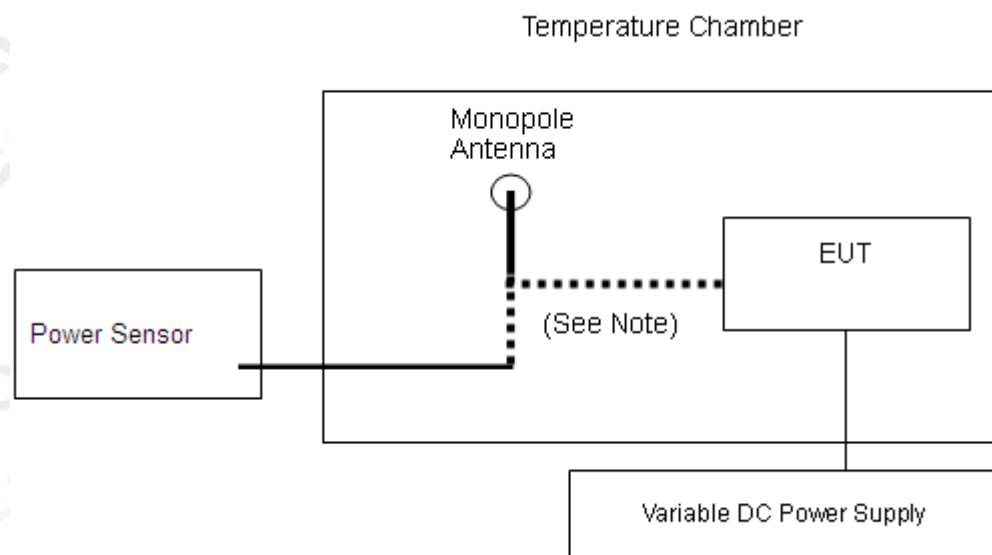 Temperature Chamber
Monopole
Antenna
EUT
(See Note)
Power Sensor
Variable DC Power Supply